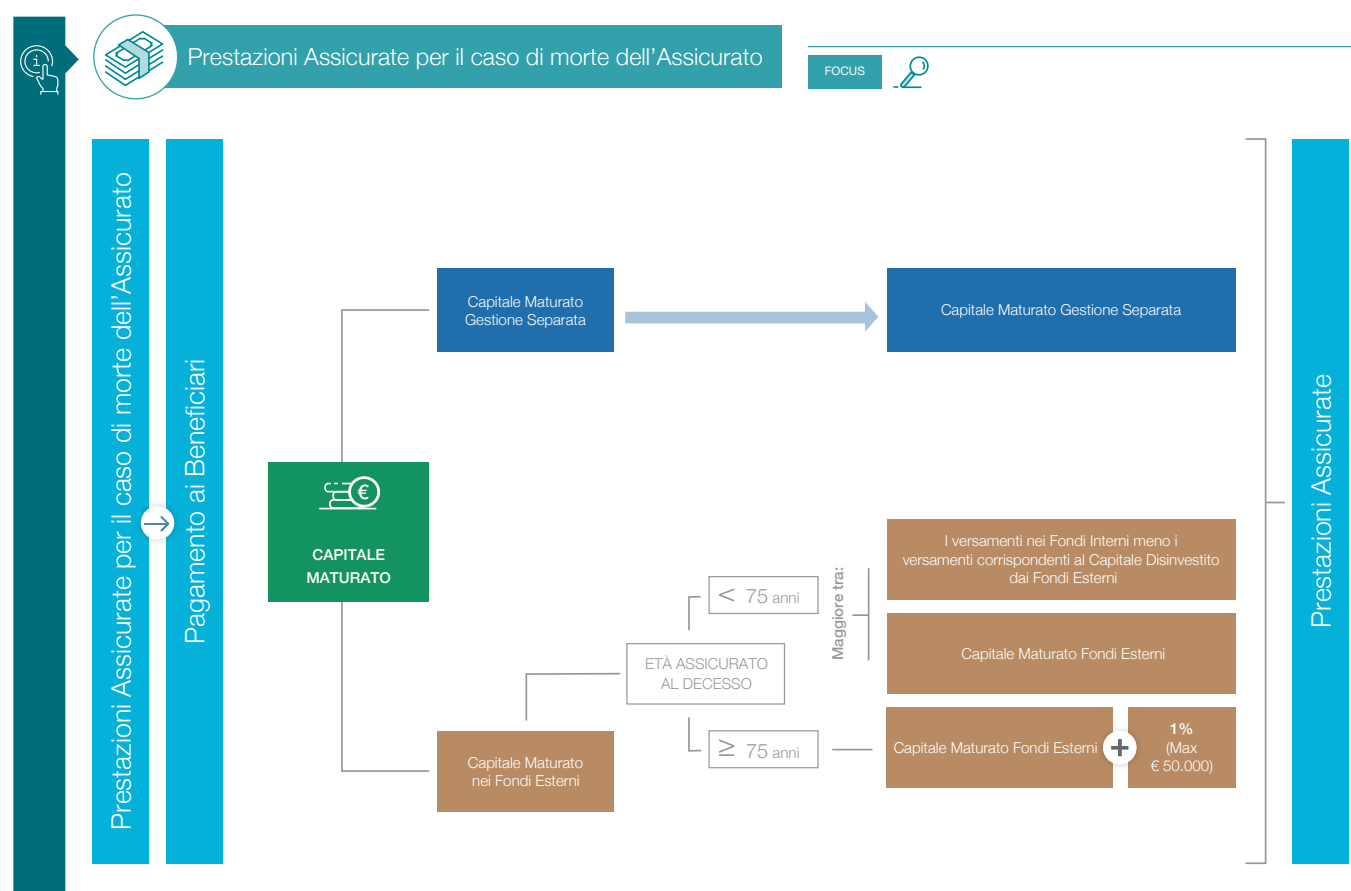 Prestazioni Assicurate per il caso di morte dell'Assicurato
FOCUS
Prestazioni Assicurate per il caso di morte dell'Assicurato
Pagamento ai Beneficiari
CAPITALE
MATURATO
€
Capitale Maturato
Gestione Separata
Capitale Maturato Gestione Separata
Capitale Maturato
nei Fondi Esterni
ETÀ ASSICURATO
AL DECESSO
< 75 anni
Maggiore tra:
I versamenti nei Fondi Interni meno i
versamenti corrispondenti al Capitale Disinvestito
dai Fondi Esterni
Capitale Maturato Fondi Esterni
≥ 75 anni
Capitale Maturato Fondi Esterni
+
1%
(Max
€ 50.000)
Prestazioni Assicurate